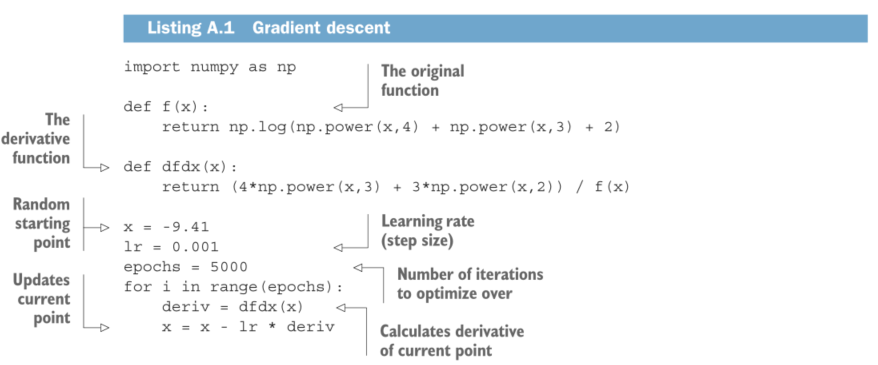 Listing A.1 Gradient descent
import numpy as np
The original
function
def f(x):
return np.log(np.power(x,4) + np.power(x,3) + 2)
The
derivative
function
def dfdx(x):
return (4*np.power(x,3) + 3*np.power(x,2)) / f(x)
Random
starting
point
x = -9.41
Learning rate
(step size)
lr = 0.001
epochs = 5000
Number of iterations
to optimize over
for i in range(epochs):
deriv = dfdx(x)
Calculates derivative
of current point
Updates
current
point
x = x - lr * deriv